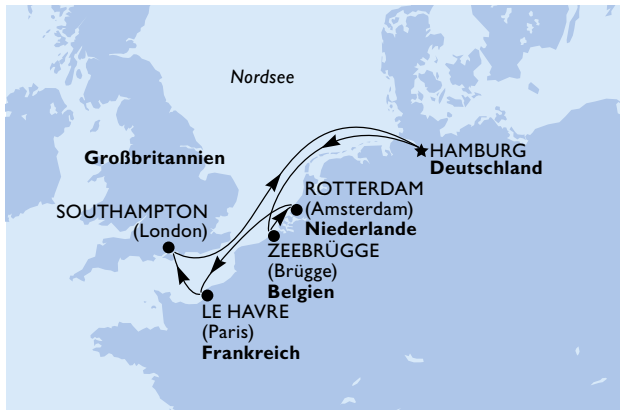 Nordsee
Großbritannien
HAMBURG
Deutschland
ROTTERDAM
(Amsterdam)
Niederlande
SOUTHAMPTON
(London)
ZEEBRÜGGE
(Brügge)
Belgien
LE HAVRE
(Paris)
Frankreich